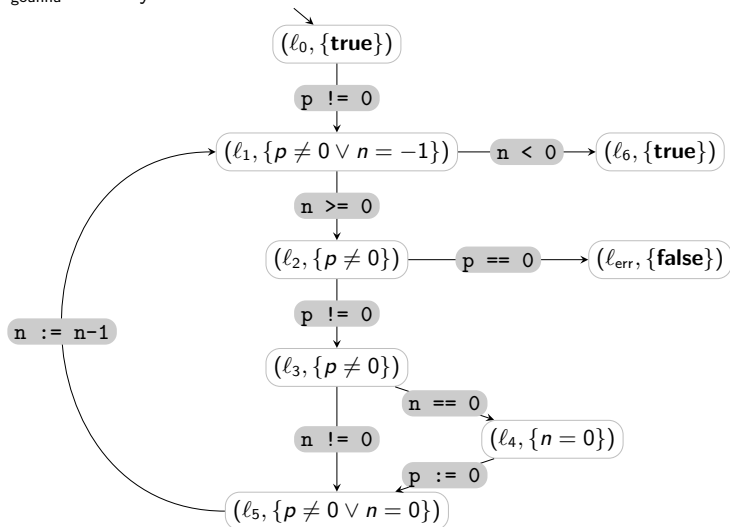 (ℓ₀, {true})
p != 0
(ℓ₁, {p ≠ 0 ∨ n = −1})
n < 0
(ℓ₆, {true})
n >= 0
(ℓ₂, {p ≠ 0})
p == 0
(ℓerr, {false})
p != 0
n := n-1
(ℓ₃, {p ≠ 0})
n == 0
n != 0
(ℓ₄, {n = 0})
p := 0
(ℓ₅, {p ≠ 0 ∨ n = 0})